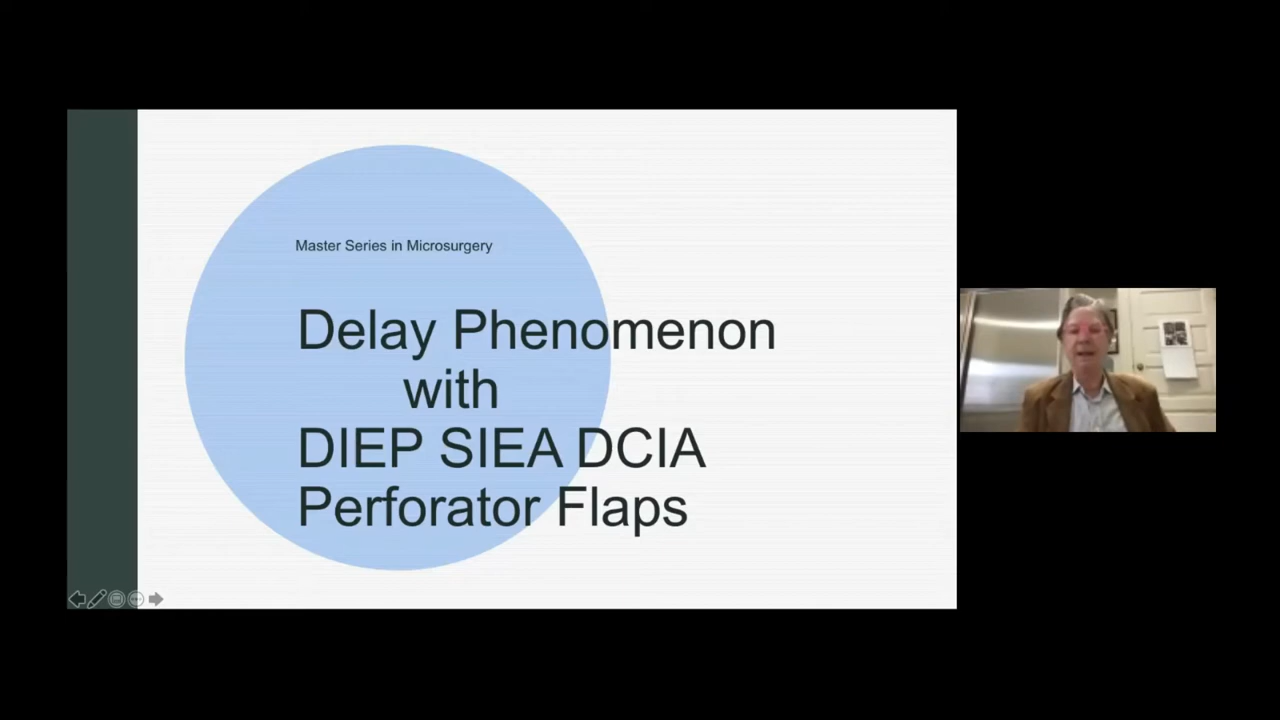 Master Series in Microsurgery
Delay Phenomenon
with
DIEP SIEA DCIA
Perforator Flaps